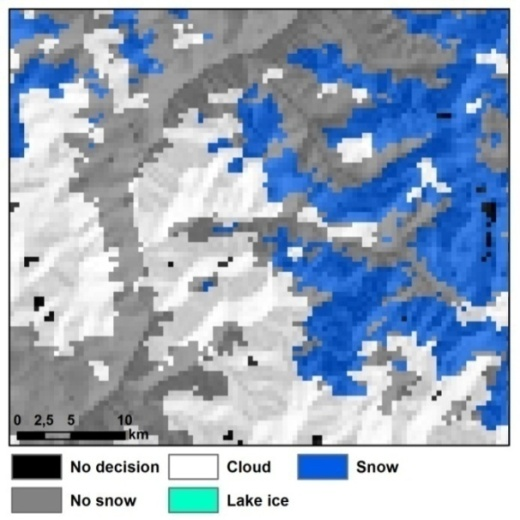 0 2,5 5 10
km
No decision Cloud Snow
No snow Lake ice